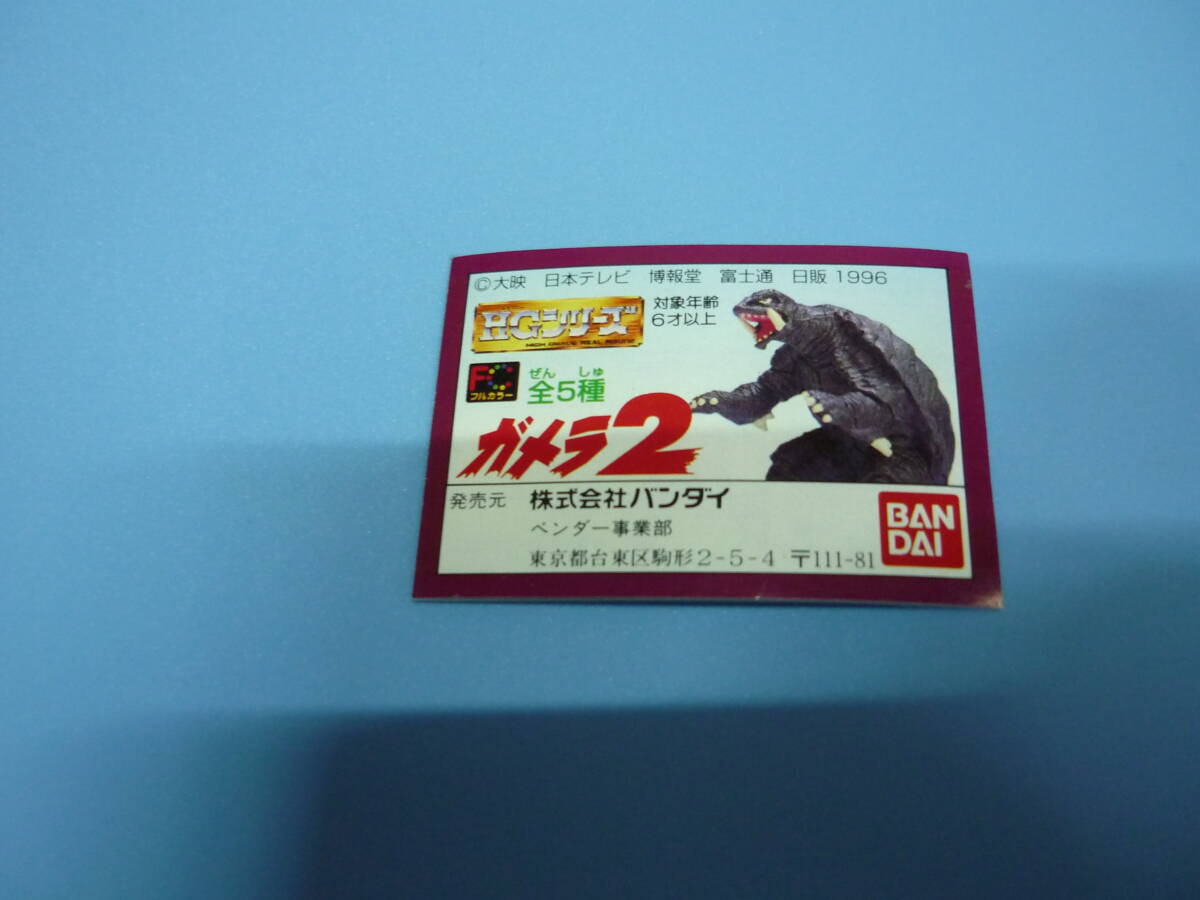 ©大映 日本テレビ 博報堂 富士通 日販 1996
HGシリーズ
HIGH GRADE REAL FIGURE
対象年齢
6才以上
FC
フルカラー
ぜん しゅ
全5種
ガメラ2
発売元 株式会社バンダイ
ベンダー事業部
東京都台東区駒形2-5-4 〒111-81
BAN
DAI